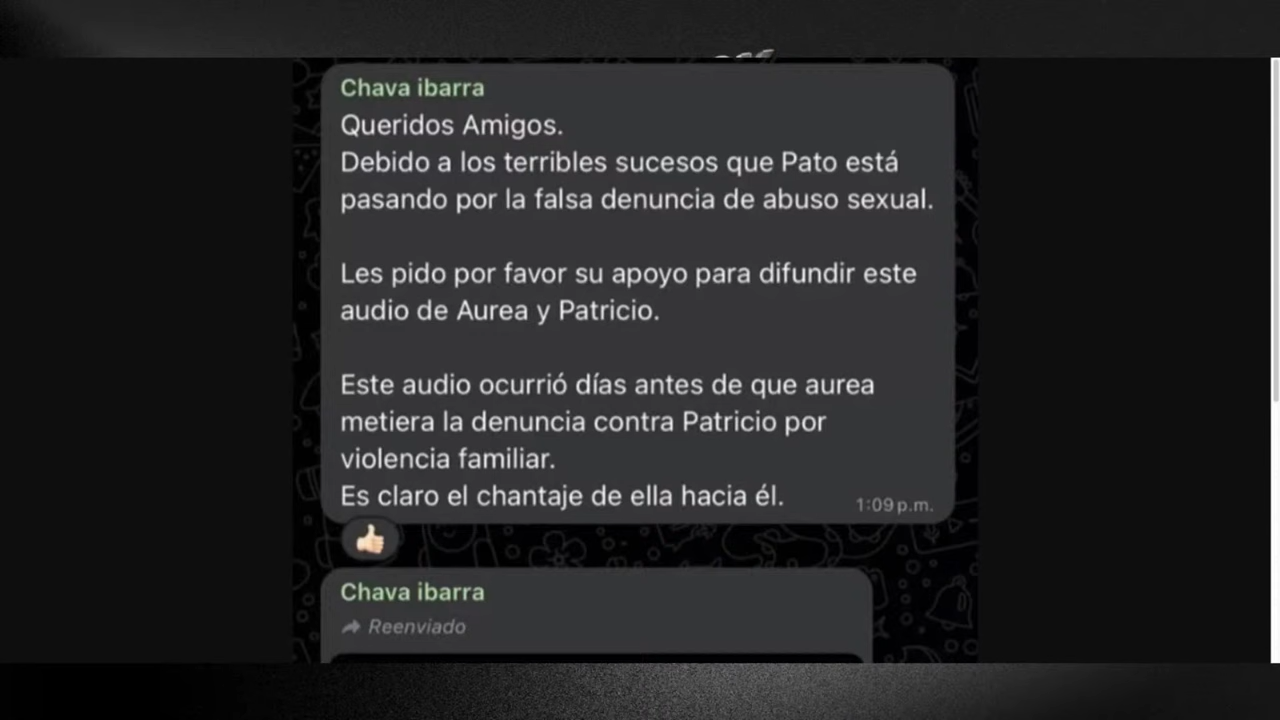 Chava ibarra
Queridos Amigos.
Debido a los terribles sucesos que Pato está
pasando por la falsa denuncia de abuso sexual.
Les pido por favor su apoyo para difundir este
audio de Aurea y Patricio.
Este audio ocurrió días antes de que aurea
metiera la denuncia contra Patricio por
violencia familiar.
Es claro el chantaje de ella hacia él.
1:09 p.m.
Chava ibarra
Reenviado